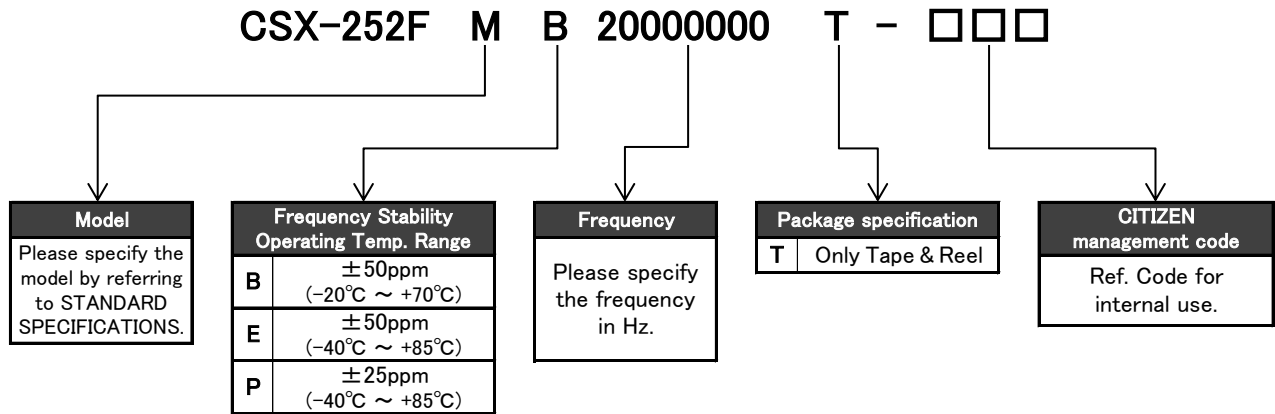 CSX-252F M B 20000000 T - □□□
Model
Please specify the
model by referring
to STANDARD
SPECIFICATIONS.
Frequency Stability
Operating Temp. Range
B ±50ppm
(-20℃ ~ +70℃)
E ±50ppm
(-40℃ ~ +85℃)
P ±25ppm
(-40℃ ~ +85℃)
Frequency
Please specify
the frequency
in Hz.
Package specification
T Only Tape & Reel
CITIZEN
management code
Ref. Code for
internal use.